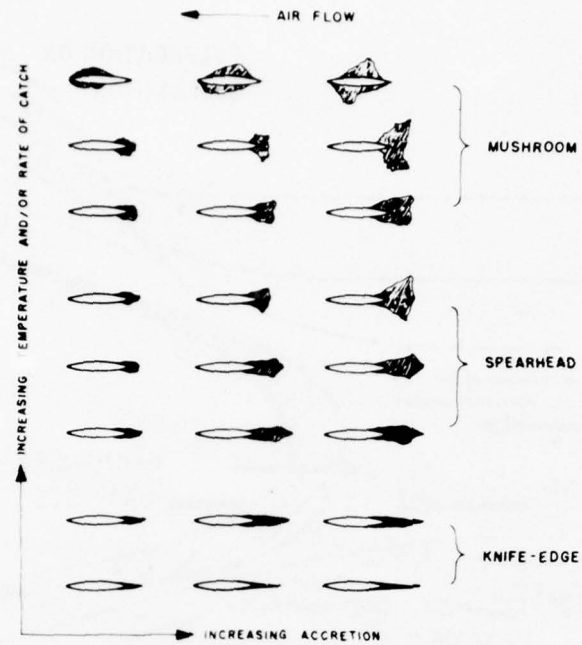 AIR FLOW
MUSHROOM
SPEARHEAD
KNIFE-EDGE
INCREASING TEMPERATURE AND/OR RATE OF CATCH
INCREASING ACCRETION